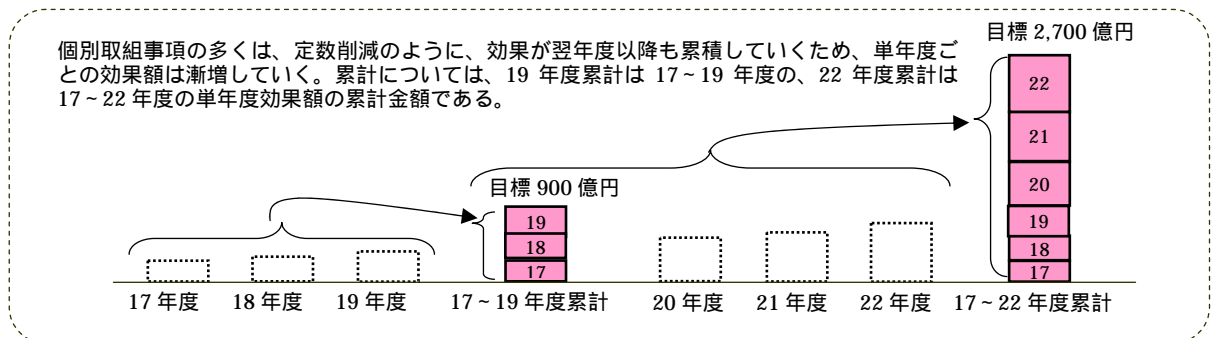 目標 2,700 億円
個別取組事項の多くは、定数削減のように、効果が翌年度以降も累積していくため、単年度ご
との効果額は漸増していく。累計については、19 年度累計は 17~19 年度の、22 年度累計は
17~22 年度の単年度効果額の累計金額である。
22
21
20
19
18
17
目標 900 億円
19
18
17
17 年度
18 年度
19 年度
17~19 年度累計
20 年度
21 年度
22 年度
17~22 年度累計